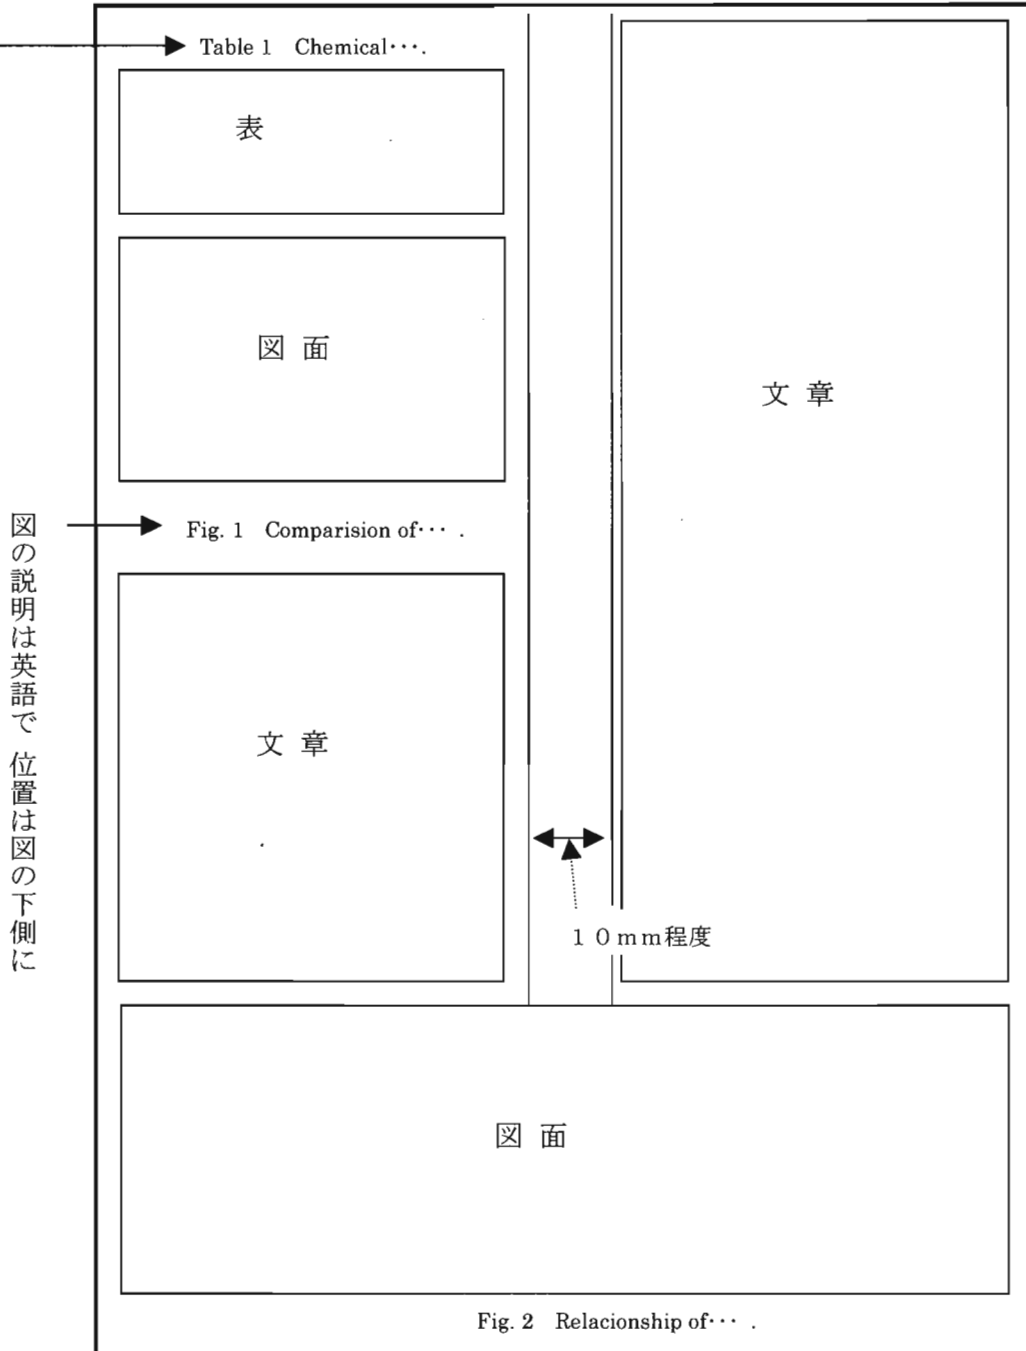 Table 1 Chemical···.
表
図 面
図の説明は英語で 位置は図の下側に
Fig. 1 Comparision of··· .
文 章
文 章
１０ｍｍ程度
図 面
Fig. 2 Relacionship of··· .